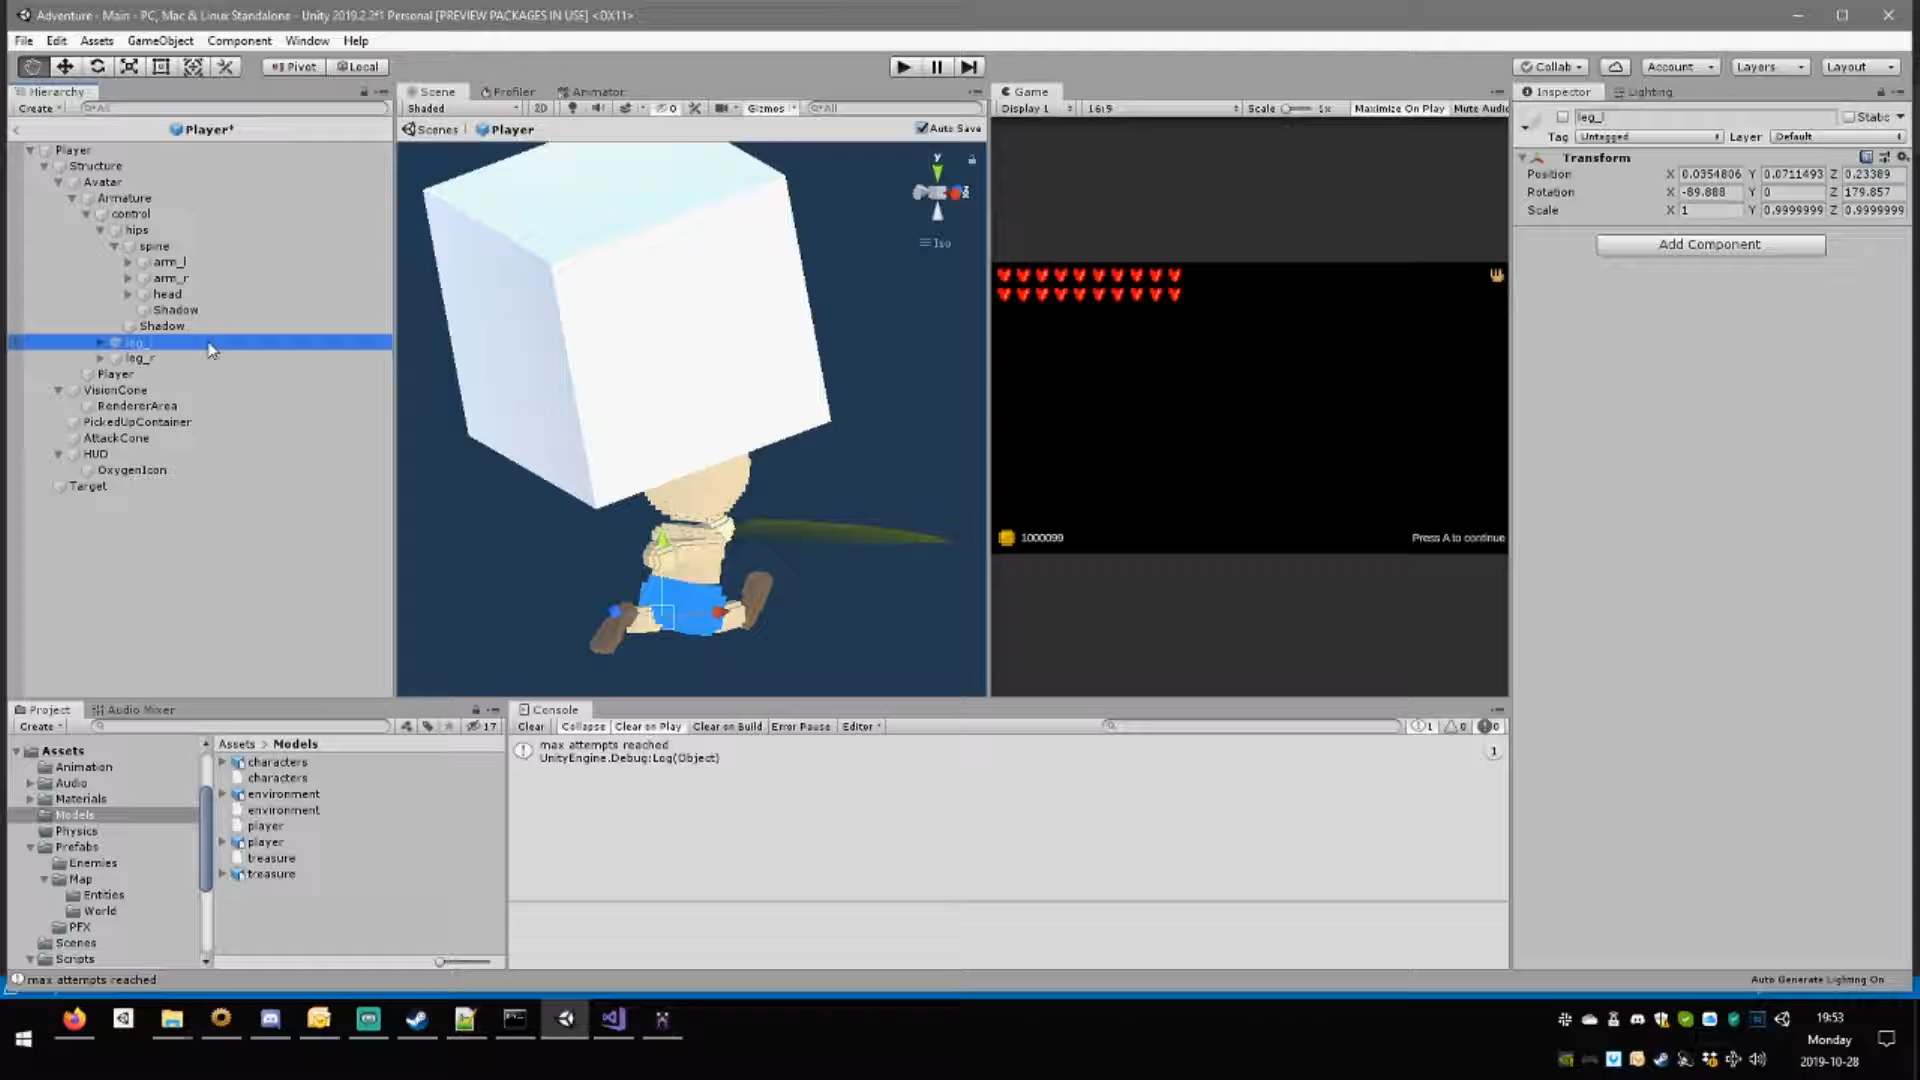 Adventure - Main - PC, Mac & Linux Standalone - Unity 2019.2.2f1 Personal [PREVIEW PACKAGES IN USE] <DX11>
File Edit Assets GameObject Component Window Help
Pivot Local Collab Account Layers Layout
Hierarchy
Create All
Player*
Player
Structure
Avatar
Armature
control
hips
spine
arm_l
arm_r
head
Shadow
Shadow
leg_l
leg_r
Player
VisionCone
RendererArea
PickedUpContainer
AttackCone
HUD
OxygenIcon
Target
Scene Profiler Animator
Shaded 2D 0 Gizmos All
Scenes Player Auto Save
y
z
Iso
Game
Display 1 16:9 Scale 1x Maximize On Play Mute Audio
1000099
Press A to continue
Inspector Lighting
leg_l Static
Tag Untagged Layer Default
Transform
Position X 0.0354806 Y 0.0711493 Z 0.23389
Rotation X -89.888 Y 0 Z 179.857
Scale X 1 Y 0.9999999 Z 0.9999999
Add Component
Project Audio Mixer
Create 17
Assets
Animation
Audio
Materials
Models
Physics
Prefabs
Enemies
Map
Entities
World
PFX
Scenes
Scripts
Assets > Models
characters
characters
environment
environment
player
player
treasure
treasure
Console
Clear Collapse Clear on Play Clear on Build Error Pause Editor 1 0 0
max attempts reached
UnityEngine.Debug:Log(Object)
1
max attempts reached
Auto Generate Lighting On
19:53
Monday
2019-10-28